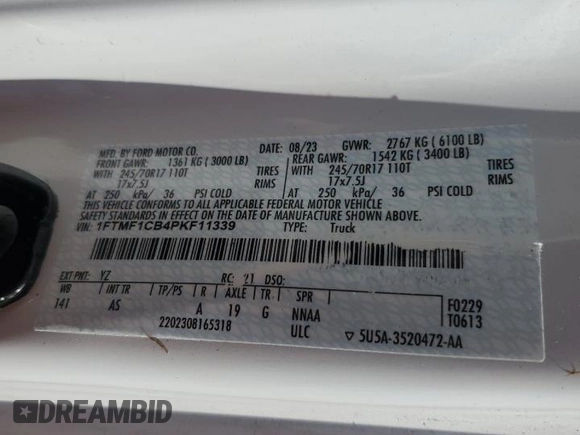 MFD. BY FORD MOTOR CO. DATE: 08/23 GVWR: 2767 KG ( 6100 LB)
FRONT GAWR: 1361 KG ( 3000 LB) REAR GAWR: 1542 KG ( 3400 LB)
WITH 245/70R17 110T TIRES WITH 245/70R17 110T TIRES
17x7.5J RIMS 17x7.5J RIMS
AT 250 kPa/ 36 PSI COLD AT 250 kPa/ 36 PSI COLD
THIS VEHICLE CONFORMS TO ALL APPLICABLE FEDERAL MOTOR VEHICLE
SAFETY AND THEFT PREVENTION STANDARDS IN EFFECT ON THE DATE OF MANUFACTURE SHOWN ABOVE.
VIN: 1FTMF1CB4PKF11339 TYPE: Truck
EXT PNT: YZ RC: 21 DSO: F0229
WB INT TR TP/PS R AXLE TR SPR T0613
141 AS A 19 G NNAA
2202308165318 ULC ▽ 5U5A-3520472-AA
DREAMBID